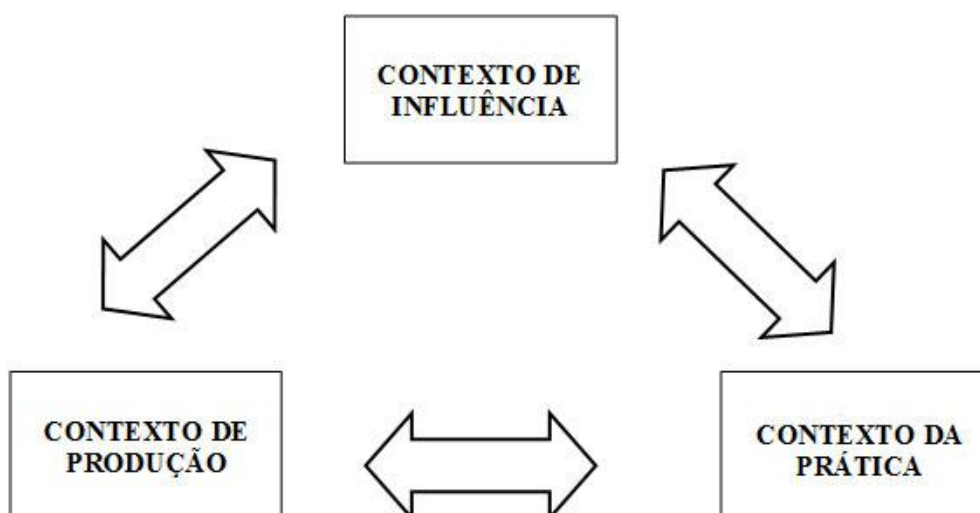 CONTEXTO DE
INFLUÊNCIA
CONTEXTO DE
PRODUÇÃO
CONTEXTO DA
PRÁTICA